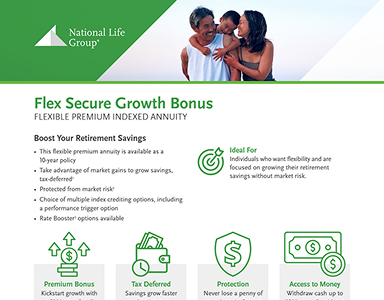 National Life
Group®
Flex Secure Growth Bonus
FLEXIBLE PREMIUM INDEXED ANNUITY
Boost Your Retirement Savings
• This flexible premium annuity is available as a
10-year policy
• Take advantage of market gains to grow savings,
tax-deferred¹
• Protected from market risk²
• Choice of multiple index crediting options, including
a performance trigger option
• Rate Booster³ options available
Ideal For
Individuals who want flexibility and are
focused on growing their retirement
savings without market risk.
Premium Bonus
Kickstart growth with
Tax Deferred
Savings grow faster
Protection
Never lose a penny of
Access to Money
Withdraw cash up to